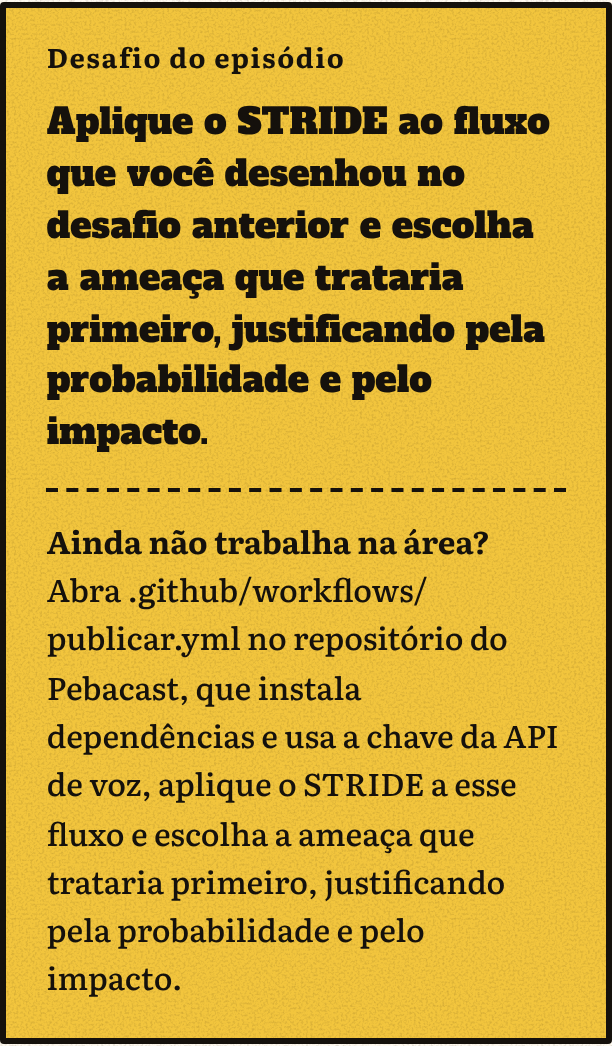 Desafio do episódio
Aplique o STRIDE ao fluxo
que você desenhou no
desafio anterior e escolha
a ameaça que trataria
primeiro, justificando pela
probabilidade e pelo
impacto.
Ainda não trabalha na área?
Abra .github/workflows/
publicar.yml no repositório do
Pebacast, que instala
dependências e usa a chave da API
de voz, aplique o STRIDE a esse
fluxo e escolha a ameaça que
trataria primeiro, justificando
pela probabilidade e pelo
impacto.